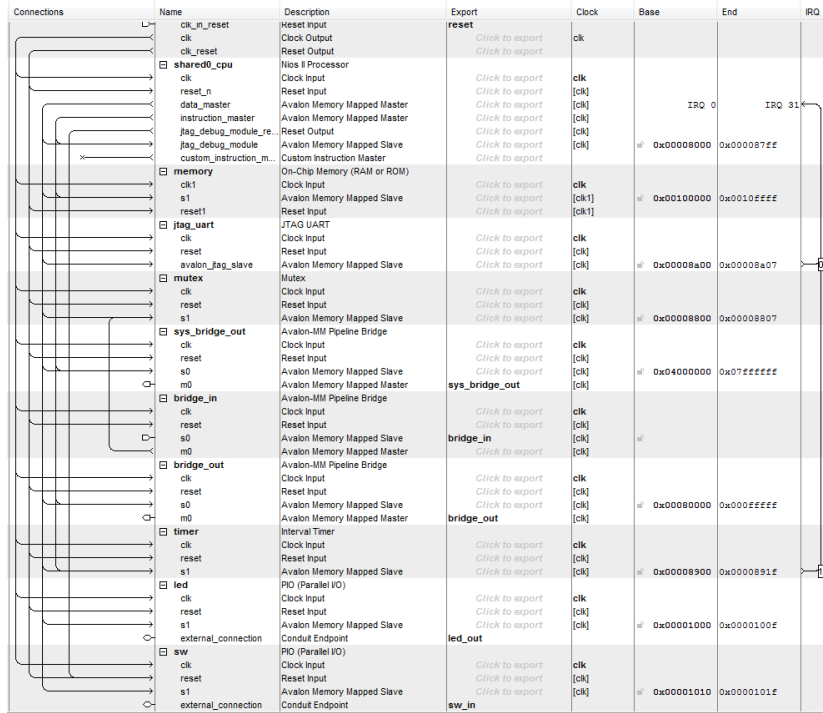 Connections Name Description Export Clock Base End IRQ
clk_in_reset Reset Input reset
clk Clock Output Click to export clk
clk_reset Reset Output Click to export
shared0_cpu Nios II Processor
clk Clock Input Click to export clk
reset_n Reset Input Click to export [clk]
data_master Avalon Memory Mapped Master Click to export [clk] IRQ 0 IRQ 31
instruction_master Avalon Memory Mapped Master Click to export [clk]
jtag_debug_module_re... Reset Output Click to export [clk]
jtag_debug_module Avalon Memory Mapped Slave Click to export [clk] 0x00008000 0x000087ff
custom_instruction_m... Custom Instruction Master Click to export
memory On-Chip Memory (RAM or ROM)
clk1 Clock Input Click to export clk
s1 Avalon Memory Mapped Slave Click to export [clk1] 0x00100000 0x0010ffff
reset1 Reset Input Click to export [clk1]
jtag_uart JTAG UART
clk Clock Input Click to export clk
reset Reset Input Click to export [clk]
avalon_jtag_slave Avalon Memory Mapped Slave Click to export [clk] 0x00008a00 0x00008a07
mutex Mutex
clk Clock Input Click to export clk
reset Reset Input Click to export [clk]
s1 Avalon Memory Mapped Slave Click to export [clk] 0x00008800 0x00008807
sys_bridge_out Avalon-MM Pipeline Bridge
clk Clock Input Click to export clk
reset Reset Input Click to export [clk]
s0 Avalon Memory Mapped Slave Click to export [clk] 0x04000000 0x07ffffff
m0 Avalon Memory Mapped Master sys_bridge_out [clk]
bridge_in Avalon-MM Pipeline Bridge
clk Clock Input Click to export clk
reset Reset Input Click to export [clk]
s0 Avalon Memory Mapped Slave bridge_in [clk]
m0 Avalon Memory Mapped Master Click to export [clk]
bridge_out Avalon-MM Pipeline Bridge
clk Clock Input Click to export clk
reset Reset Input Click to export [clk]
s0 Avalon Memory Mapped Slave Click to export [clk] 0x00080000 0x000fffff
m0 Avalon Memory Mapped Master bridge_out [clk]
timer Interval Timer
clk Clock Input Click to export clk
reset Reset Input Click to export [clk]
s1 Avalon Memory Mapped Slave Click to export [clk] 0x00008900 0x0000891f
led PIO (Parallel I/O)
clk Clock Input Click to export clk
reset Reset Input Click to export [clk]
s1 Avalon Memory Mapped Slave Click to export [clk] 0x00001000 0x0000100f
external_connection Conduit Endpoint led_out
sw PIO (Parallel I/O)
clk Clock Input Click to export clk
reset Reset Input Click to export [clk]
s1 Avalon Memory Mapped Slave Click to export [clk] 0x00001010 0x0000101f
external_connection Conduit Endpoint sw_in